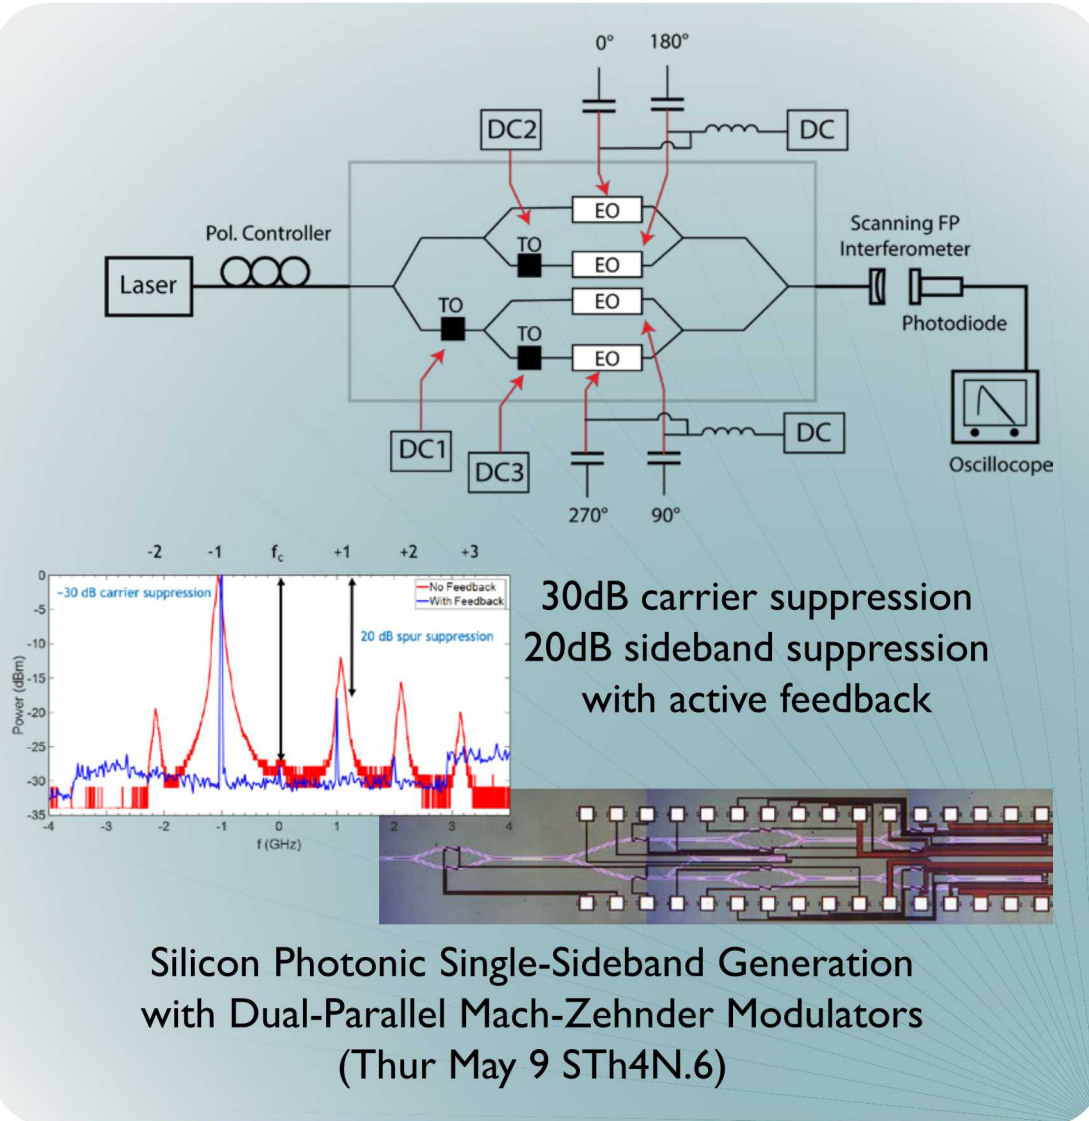 0°
180°
DC2
DC
EO
Pol. Controller
TO
EO
Scanning FP
Interferometer
Laser
TO
EO
Photodiode
TO
EO
DC1
DC3
DC
Oscillocope
270°
90°
-2
-1
fc
+1
+2
+3
~30 dB carrier suppression
No Feedback
With Feedback
20 dB spur suppression
Power (dBm)
0
-5
-10
-15
-20
-25
-30
-35
-4
-3
-2
-1
0
1
2
3
4
f (GHz)
30dB carrier suppression
20dB sideband suppression
with active feedback
Silicon Photonic Single-Sideband Generation
with Dual-Parallel Mach-Zehnder Modulators
(Thur May 9 STh4N.6)